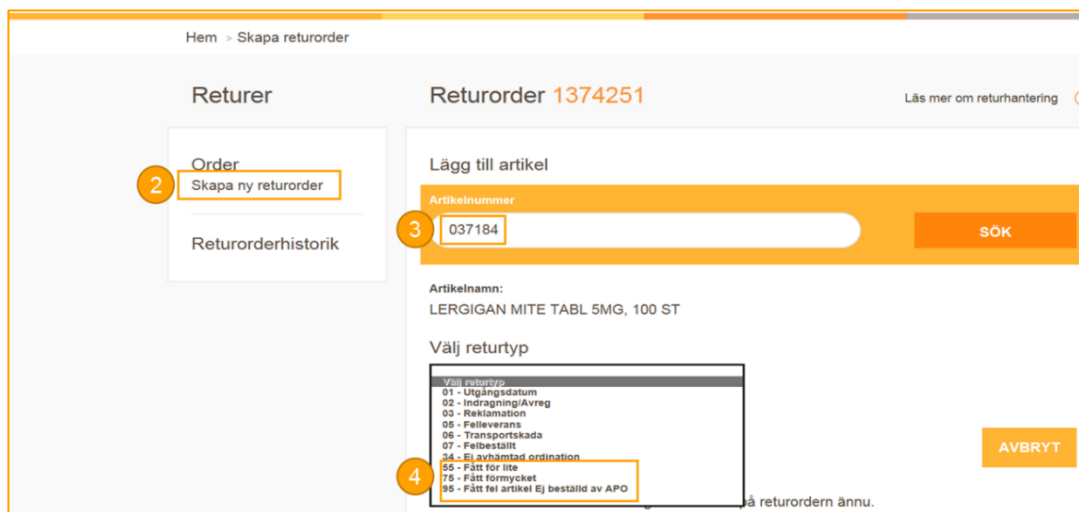 Hem > Skapa returorder
Returer
Returorder 1374251
Läs mer om returhantering
Order
2
Skapa ny returorder
Returorderhistorik
Lägg till artikel
Artikelnummer
3
037184
SÖK
Artikelnamn:
LERGIGAN MITE TABL 5MG, 100 ST
Välj returtyp
Välj returtyp
01 - Utgångsdatum
02 - Indragning/Avreg
03 - Reklamation
05 - Felleverans
06 - Transportskada
07 - Felbeställt
34 - Ej avhämtad ordination
4
55 - Fått för lite
75 - Fått förmycket
95 - Fått fel artikel Ej beställd av APO
AVBRYT
på returordern ännu.